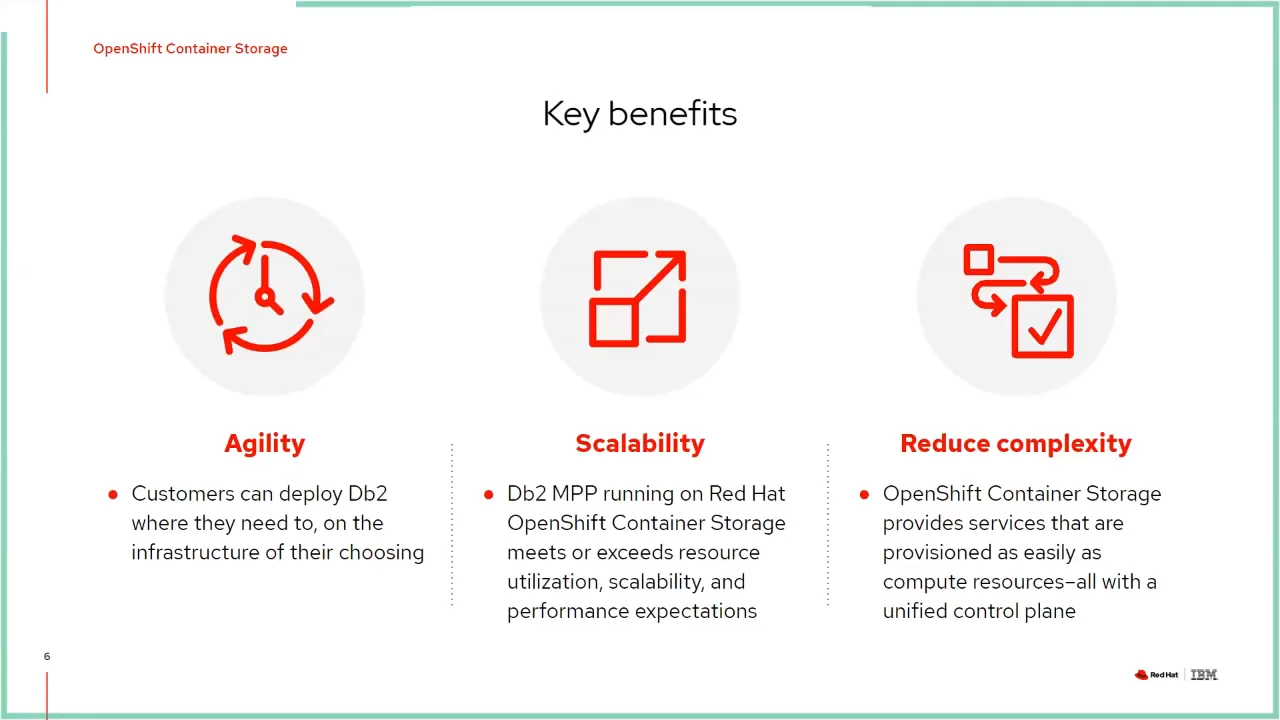 OpenShift Container Storage
Key benefits
Agility
• Customers can deploy Db2
where they need to, on the
infrastructure of their choosing
Scalability
• Db2 MPP running on Red Hat
OpenShift Container Storage
meets or exceeds resource
utilization, scalability, and
performance expectations
Reduce complexity
• OpenShift Container Storage
provides services that are
provisioned as easily as
compute resources–all with a
unified control plane
6
Red Hat
IBM